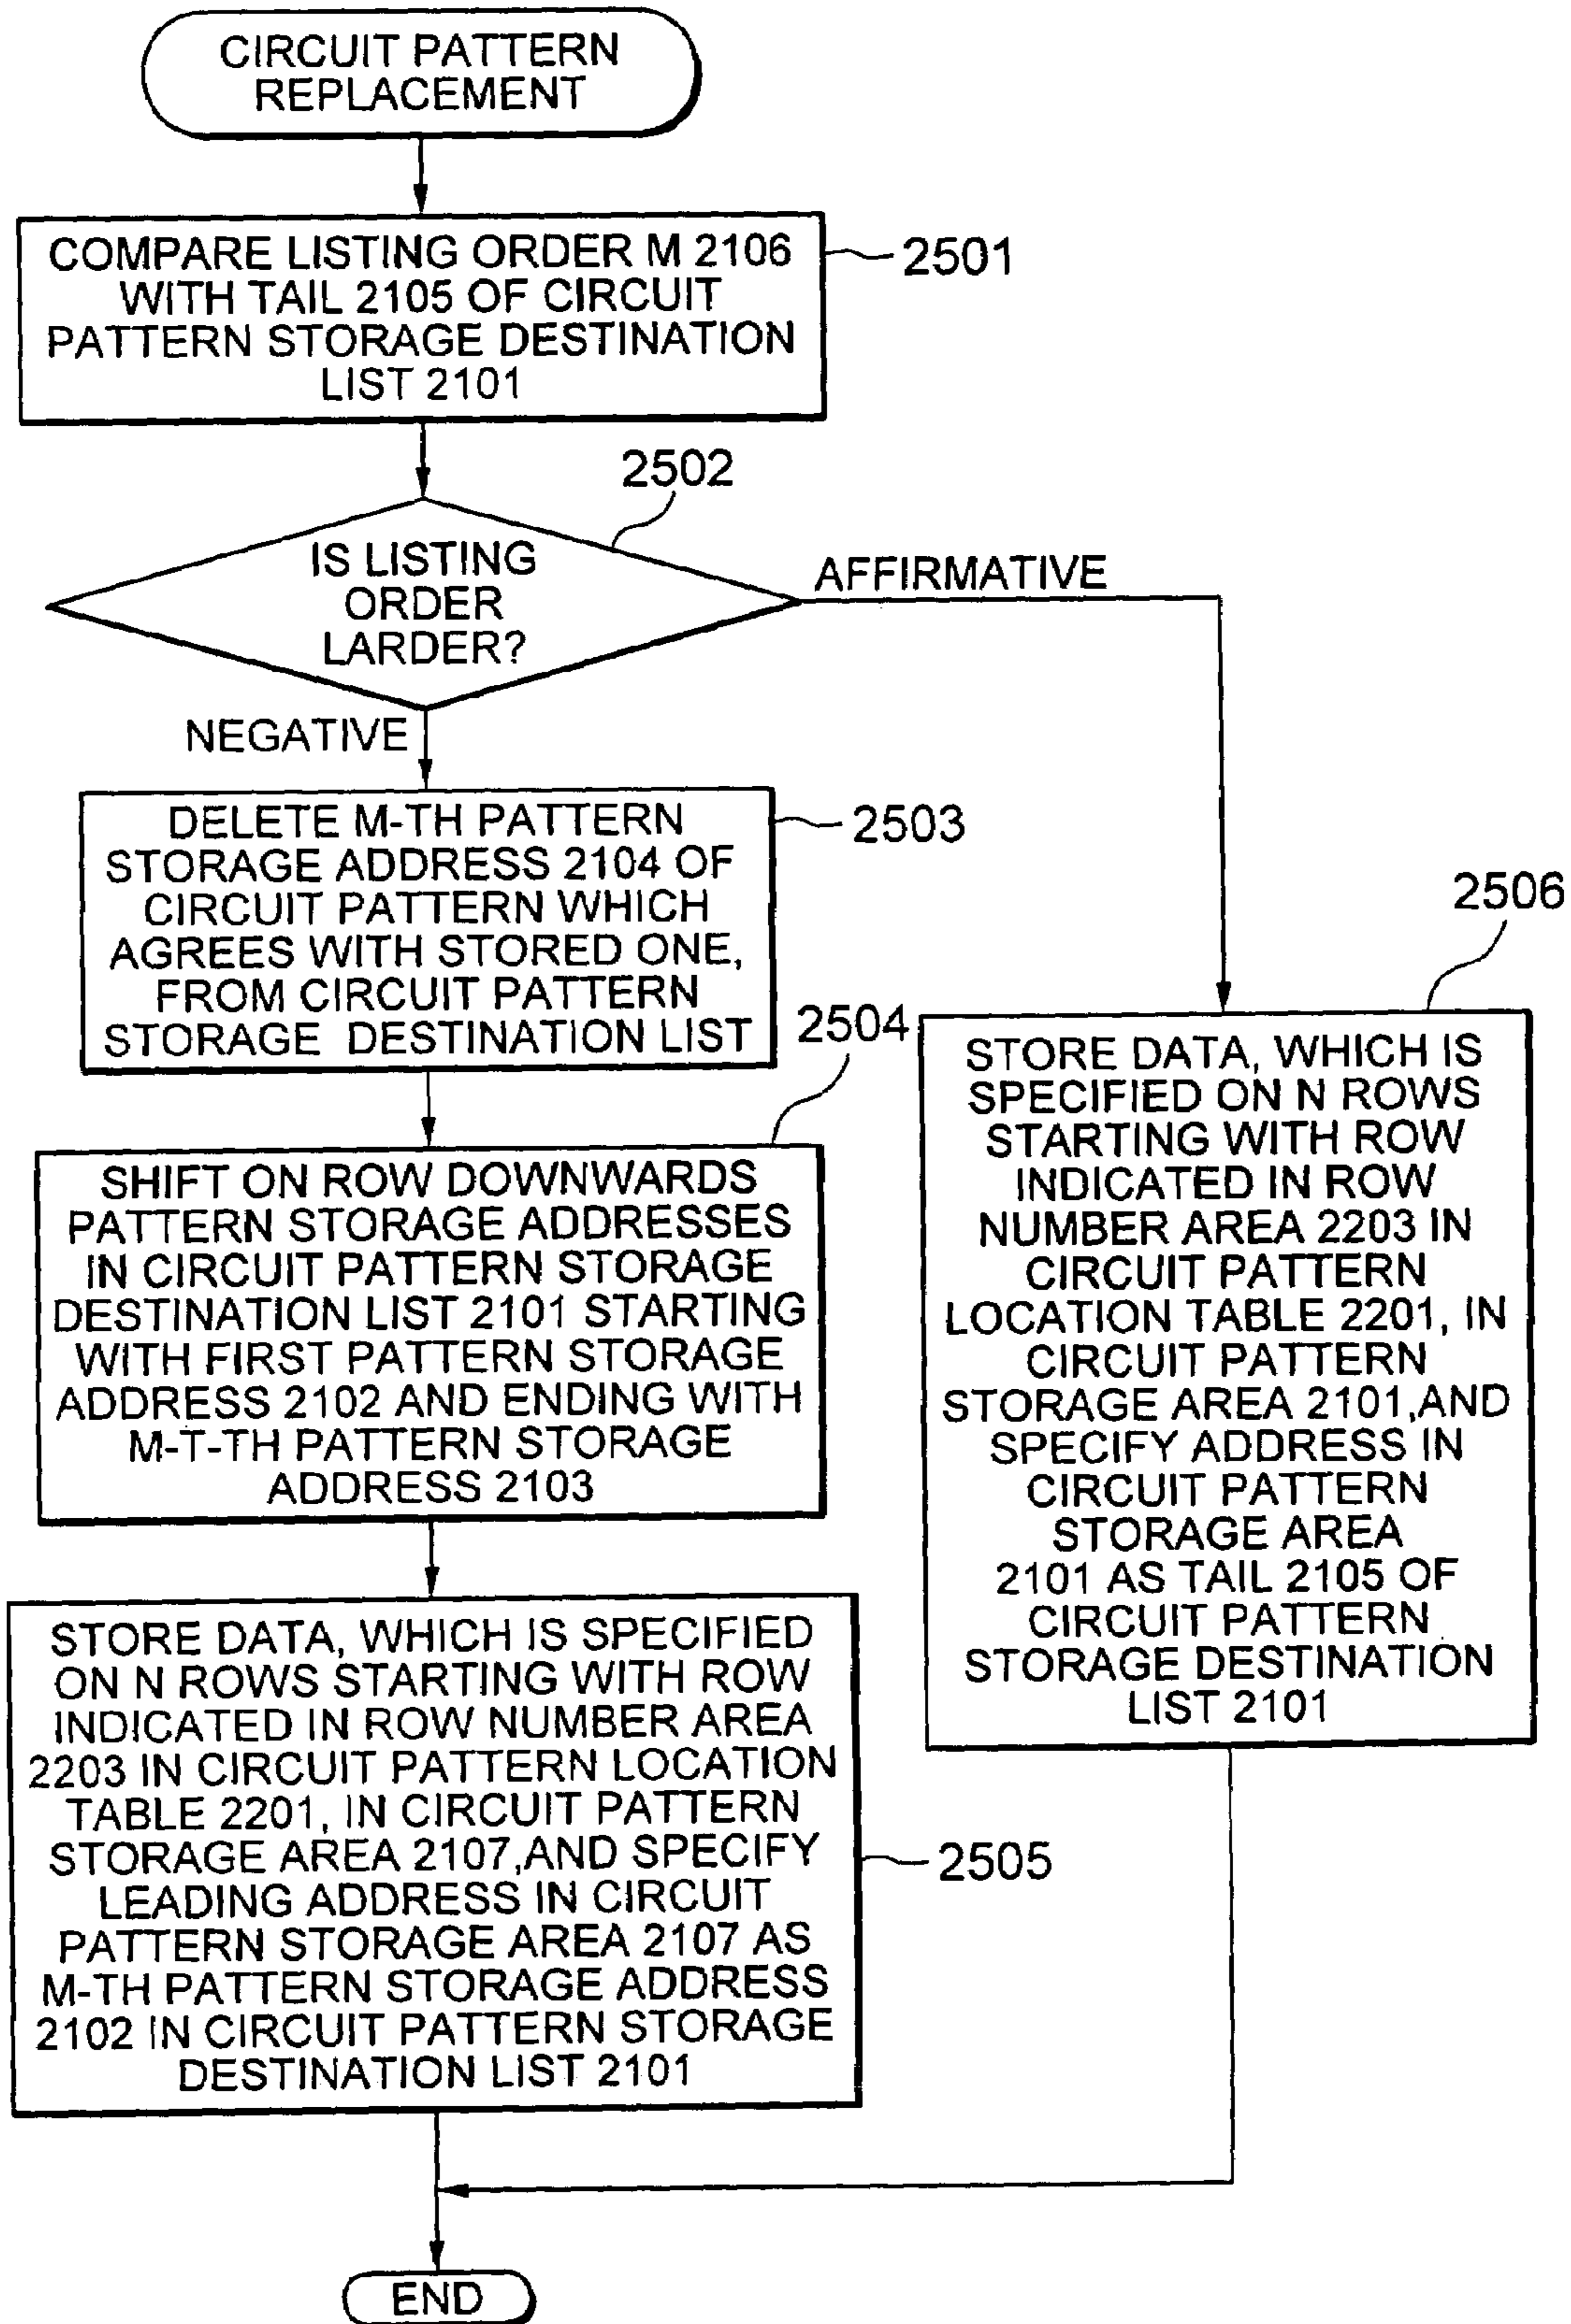 CIRCUIT PATTERN
REPLACEMENT
COMPARE LISTING ORDER M 2106
WITH TAIL 2105 OF CIRCUIT
PATTERN STORAGE DESTINATION
LIST 2101
2501
2502
IS LISTING
ORDER
LARDER?
AFFIRMATIVE
NEGATIVE
DELETE M-TH PATTERN
STORAGE ADDRESS 2104 OF
CIRCUIT PATTERN WHICH
AGREES WITH STORED ONE,
FROM CIRCUIT PATTERN
STORAGE DESTINATION LIST
2503
2504
SHIFT ON ROW DOWNWARDS
PATTERN STORAGE ADDRESSES
IN CIRCUIT PATTERN STORAGE
DESTINATION LIST 2101 STARTING
WITH FIRST PATTERN STORAGE
ADDRESS 2102 AND ENDING WITH
M-T-TH PATTERN STORAGE
ADDRESS 2103
STORE DATA, WHICH IS SPECIFIED
ON N ROWS STARTING WITH ROW
INDICATED IN ROW NUMBER AREA
2203 IN CIRCUIT PATTERN LOCATION
TABLE 2201, IN CIRCUIT PATTERN
STORAGE AREA 2107,AND SPECIFY
LEADING ADDRESS IN CIRCUIT
PATTERN STORAGE AREA 2107 AS
M-TH PATTERN STORAGE ADDRESS
2102 IN CIRCUIT PATTERN STORAGE
DESTINATION LIST 2101
2505
2506
STORE DATA, WHICH IS
SPECIFIED ON N ROWS
STARTING WITH ROW
INDICATED IN ROW
NUMBER AREA 2203 IN
CIRCUIT PATTERN
LOCATION TABLE 2201, IN
CIRCUIT PATTERN
STORAGE AREA 2101,AND
SPECIFY ADDRESS IN
CIRCUIT PATTERN
STORAGE AREA
2101 AS TAIL 2105 OF
CIRCUIT PATTERN
STORAGE DESTINATION
LIST 2101
END